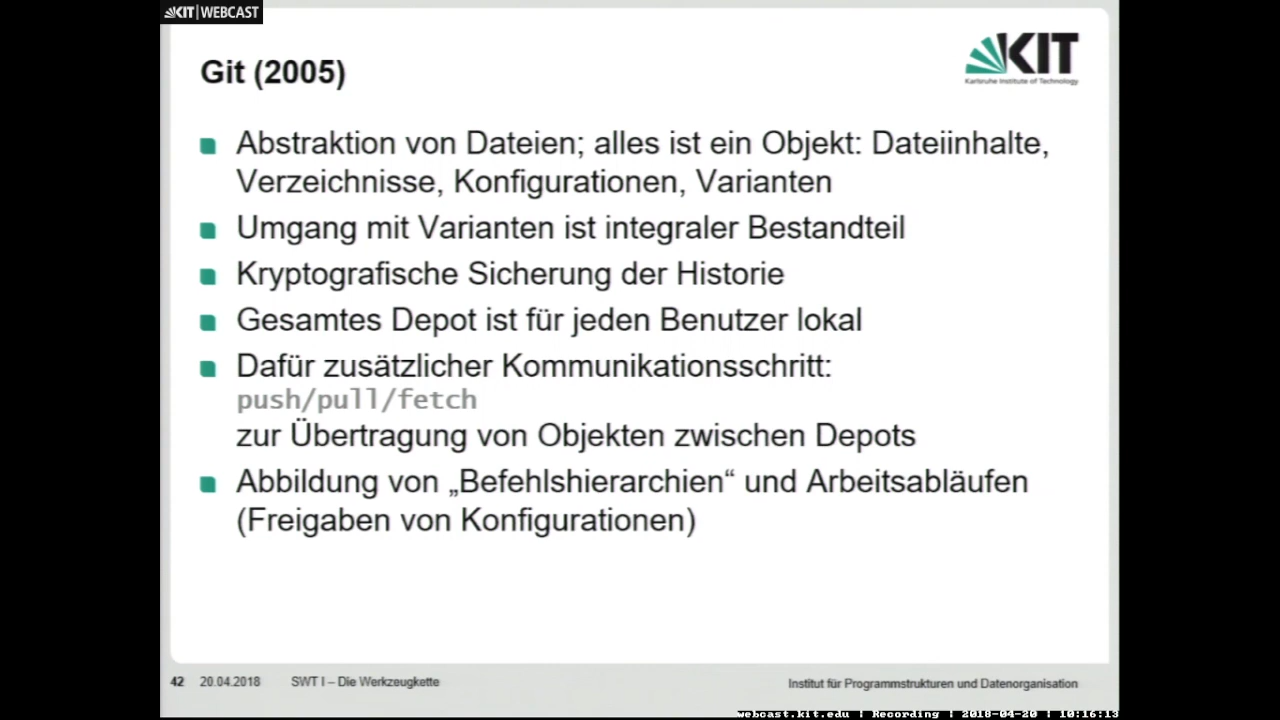 KIT | WEBCAST
Git (2005)
KIT
Karlsruhe Institute of Technology
Abstraktion von Dateien; alles ist ein Objekt: Dateiinhalte,
Verzeichnisse, Konfigurationen, Varianten
Umgang mit Varianten ist integraler Bestandteil
Kryptografische Sicherung der Historie
Gesamtes Depot ist für jeden Benutzer lokal
Dafür zusätzlicher Kommunikationsschritt:
push/pull/fetch
zur Übertragung von Objekten zwischen Depots
Abbildung von „Befehlshierarchien“ und Arbeitsabläufen
(Freigaben von Konfigurationen)
42 20.04.2018 SWT I – Die Werkzeugkette
Institut für Programmstrukturen und Datenorganisation
webcast.kit.edu | Recording | 2018-04-20 | 10:16:13